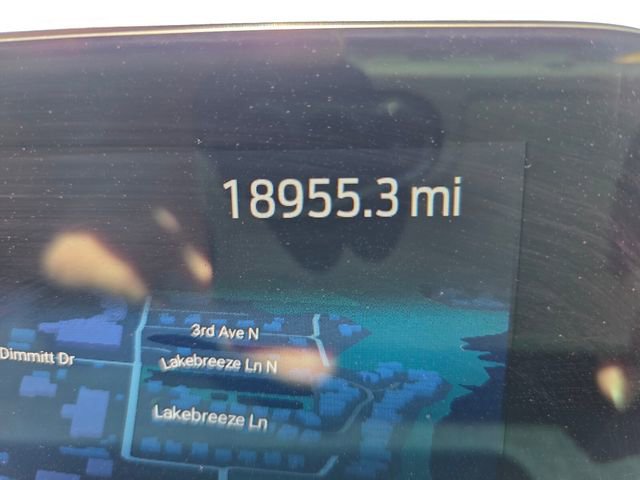 18955.3 mi
3rd Ave N
Dimmitt Dr
Lakebreeze Ln N
Lakebreeze Ln